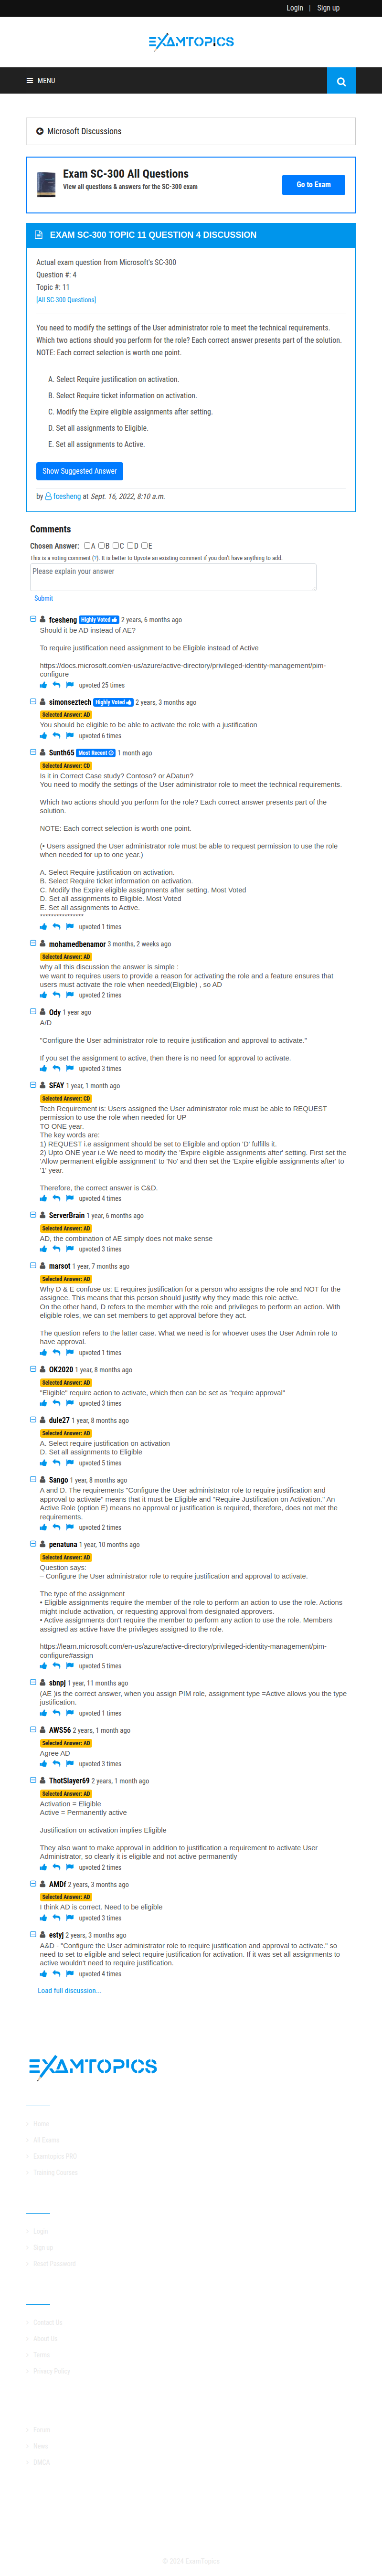 Login | Sign up
EXAMTOPICS
MENU
Microsoft Discussions
Exam SC-300 All Questions
View all questions & answers for the SC-300 exam
Go to Exam
EXAM SC-300 TOPIC 11 QUESTION 4 DISCUSSION
Actual exam question from Microsoft's SC-300
Question #: 4
Topic #: 11
[All SC-300 Questions]
You need to modify the settings of the User administrator role to meet the technical requirements.
Which two actions should you perform for the role? Each correct answer presents part of the solution.
NOTE: Each correct selection is worth one point.
A. Select Require justification on activation.
B. Select Require ticket information on activation.
C. Modify the Expire eligible assignments after setting.
D. Set all assignments to Eligible.
E. Set all assignments to Active.
Show Suggested Answer
by fcesheng at Sept. 16, 2022, 8:10 a.m.
Comments
Chosen Answer: A B C D E
This is a voting comment (?). It is better to Upvote an existing comment if you don't have anything to add.
Please explain your answer
Submit
fcesheng Highly Voted 2 years, 6 months ago
Should it be AD instead of AE?
To require justification need assignment to be Eligible instead of Active
https://docs.microsoft.com/en-us/azure/active-directory/privileged-identity-management/pim-
configure
upvoted 25 times
simonseztech Highly Voted 2 years, 3 months ago
Selected Answer: AD
You should be eligible to be able to activate the role with a justification
upvoted 6 times
Sunth65 Most Recent 1 month ago
Selected Answer: CD
Is it in Correct Case study? Contoso? or ADatun?
You need to modify the settings of the User administrator role to meet the technical requirements.
Which two actions should you perform for the role? Each correct answer presents part of the
solution.
NOTE: Each correct selection is worth one point.
(• Users assigned the User administrator role must be able to request permission to use the role
when needed for up to one year.)
A. Select Require justification on activation.
B. Select Require ticket information on activation.
C. Modify the Expire eligible assignments after setting. Most Voted
D. Set all assignments to Eligible. Most Voted
E. Set all assignments to Active.
****************
upvoted 1 times
mohamedbenamor 3 months, 2 weeks ago
Selected Answer: AD
why all this discussion the answer is simple :
we want to requires users to provide a reason for activating the role and a feature ensures that
users must activate the role when needed(Eligible) , so AD
upvoted 2 times
Ody 1 year ago
A/D
"Configure the User administrator role to require justification and approval to activate."
If you set the assignment to active, then there is no need for approval to activate.
upvoted 3 times
SFAY 1 year, 1 month ago
Selected Answer: CD
Tech Requirement is: Users assigned the User administrator role must be able to REQUEST
permission to use the role when needed for UP
TO ONE year.
The key words are:
1) REQUEST i.e assignment should be set to Eligible and option 'D' fulfills it.
2) Upto ONE year i.e We need to modify the 'Expire eligible assignments after' setting. First set the
'Allow permanent eligible assignment' to 'No' and then set the 'Expire eligible assignments after' to
'1' year.
Therefore, the correct answer is C&D.
upvoted 4 times
ServerBrain 1 year, 6 months ago
Selected Answer: AD
AD, the combination of AE simply does not make sense
upvoted 3 times
marsot 1 year, 7 months ago
Selected Answer: AD
Why D & E confuse us: E requires justification for a person who assigns the role and NOT for the
assignee. This means that this person should justify why they made this role active.
On the other hand, D refers to the member with the role and privileges to perform an action. With
eligible roles, we can set members to get approval before they act.
The question refers to the latter case. What we need is for whoever uses the User Admin role to
have approval.
upvoted 1 times
OK2020 1 year, 8 months ago
Selected Answer: AD
"Eligible" require action to activate, which then can be set as "require approval"
upvoted 3 times
dule27 1 year, 8 months ago
Selected Answer: AD
A. Select require justification on activation
D. Set all assignments to Eligible
upvoted 5 times
Sango 1 year, 8 months ago
A and D. The requirements "Configure the User administrator role to require justification and
approval to activate" means that it must be Eligible and "Require Justification on Activation." An
Active Role (option E) means no approval or justification is required, therefore, does not met the
requirements.
upvoted 2 times
penatuna 1 year, 10 months ago
Selected Answer: AD
Question says:
– Configure the User administrator role to require justification and approval to activate.
The type of the assignment
• Eligible assignments require the member of the role to perform an action to use the role. Actions
might include activation, or requesting approval from designated approvers.
• Active assignments don't require the member to perform any action to use the role. Members
assigned as active have the privileges assigned to the role.
https://learn.microsoft.com/en-us/azure/active-directory/privileged-identity-management/pim-
configure#assign
upvoted 5 times
sbnpj 1 year, 11 months ago
(AE )is the correct answer, when you assign PIM role, assignment type =Active allows you the type
justification.
upvoted 1 times
AWS56 2 years, 1 month ago
Selected Answer: AD
Agree AD
upvoted 3 times
ThotSlayer69 2 years, 1 month ago
Selected Answer: AD
Activation = Eligible
Active = Permanently active
Justification on activation implies Eligible
They also want to make approval in addition to justification a requirement to activate User
Administrator, so clearly it is eligible and not active permanently
upvoted 2 times
AMDf 2 years, 3 months ago
Selected Answer: AD
I think AD is correct. Need to be eligible
upvoted 3 times
estyj 2 years, 3 months ago
A&D - "Configure the User administrator role to require justification and approval to activate." so
need to set to eligible and select require justification for activation. If it was set all assignments to
active wouldn't need to require justification.
upvoted 4 times
Load full discussion...
EXAMTOPICS
Home
All Exams
Examtopics PRO
Training Courses
Login
Sign up
Reset Password
Contact Us
About Us
Terms
Privacy Policy
Forum
News
DMCA
© 2024 ExamTopics